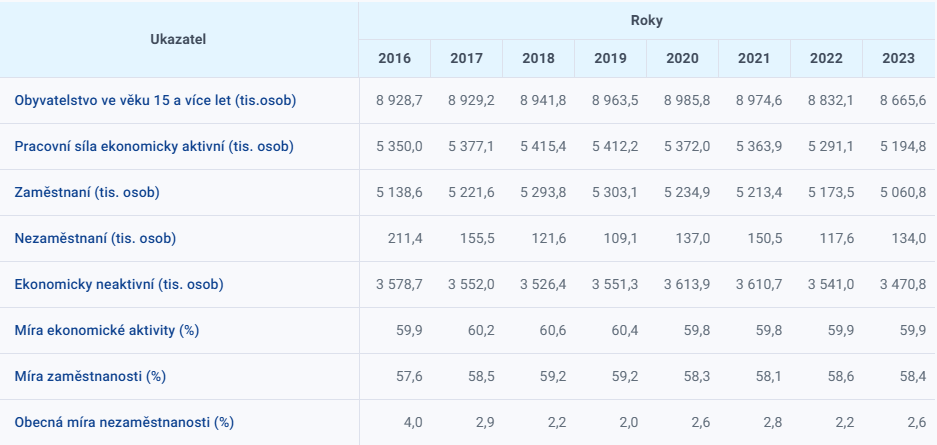 Ukazatel Roky
2016 2017 2018 2019 2020 2021 2022 2023
Obyvatelstvo ve věku 15 a více let (tis.osob) 8 928,7 8 929,2 8 941,8 8 963,5 8 985,8 8 974,6 8 832,1 8 665,6
Pracovní síla ekonomicky aktivní (tis. osob) 5 350,0 5 377,1 5 415,4 5 412,2 5 372,0 5 363,9 5 291,1 5 194,8
Zaměstnaní (tis. osob) 5 138,6 5 221,6 5 293,8 5 303,1 5 234,9 5 213,4 5 173,5 5 060,8
Nezaměstnaní (tis. osob) 211,4 155,5 121,6 109,1 137,0 150,5 117,6 134,0
Ekonomicky neaktivní (tis. osob) 3 578,7 3 552,0 3 526,4 3 551,3 3 613,9 3 610,7 3 541,0 3 470,8
Míra ekonomické aktivity (%) 59,9 60,2 60,6 60,4 59,8 59,8 59,9 59,9
Míra zaměstnanosti (%) 57,6 58,5 59,2 59,2 58,3 58,1 58,6 58,4
Obecná míra nezaměstnanosti (%) 4,0 2,9 2,2 2,0 2,6 2,8 2,2 2,6